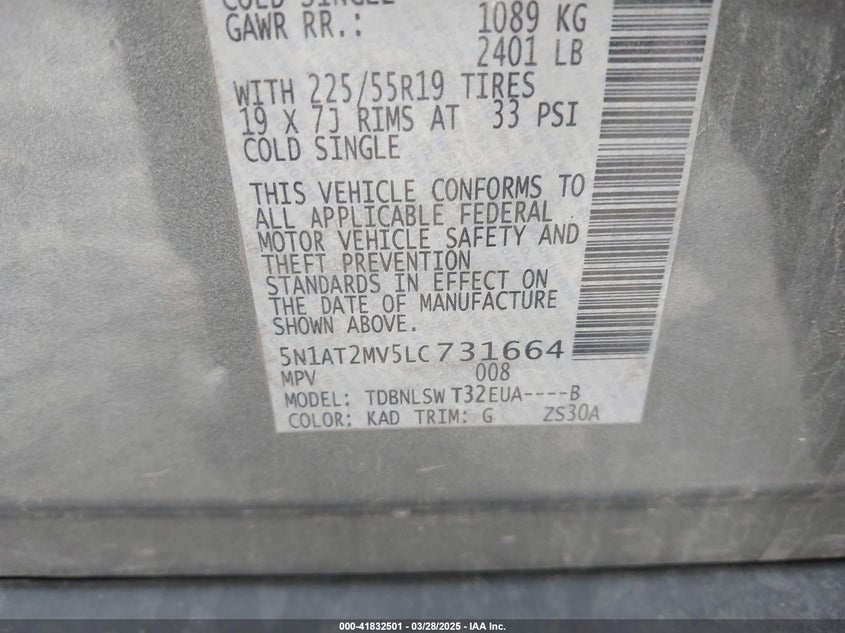 COLD SINGLE
GAWR RR.: 1089 KG
2401 LB
WITH 225/55R19 TIRES
19 X 7J RIMS AT 33 PSI
COLD SINGLE
THIS VEHICLE CONFORMS TO
ALL APPLICABLE FEDERAL
MOTOR VEHICLE SAFETY AND
THEFT PREVENTION
STANDARDS IN EFFECT ON
THE DATE OF MANUFACTURE
SHOWN ABOVE.
5N1AT2MV5LC731664
MPV 008
MODEL: TDBNLSW T32EUA----B
COLOR: KAD TRIM: G ZS30A
000-41832501 | 03/28/2025 - IAA Inc.